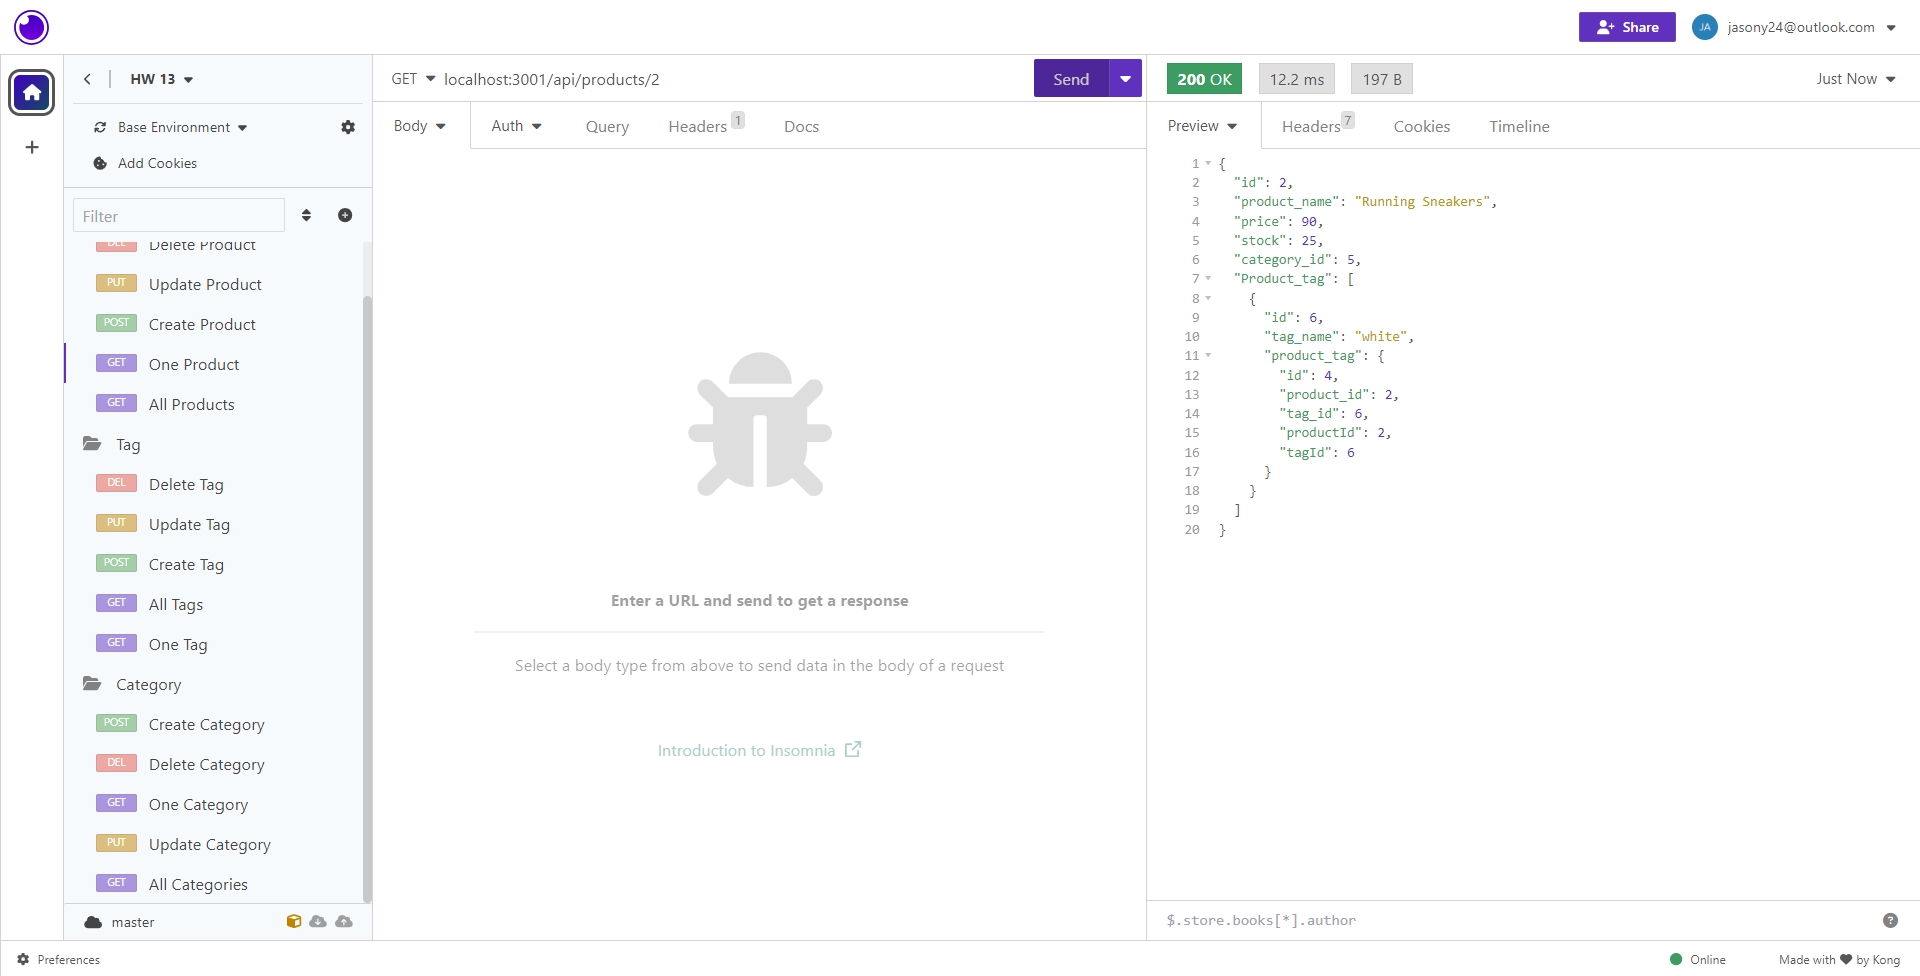 Share
JA
jasony24@outlook.com
HW 13
Base Environment
Add Cookies
Filter
DEL Delete Product
PUT Update Product
POST Create Product
GET One Product
GET All Products
Tag
DEL Delete Tag
PUT Update Tag
POST Create Tag
GET All Tags
GET One Tag
Category
POST Create Category
DEL Delete Category
GET One Category
PUT Update Category
GET All Categories
master
GET localhost:3001/api/products/2
Send
Body Auth Query Headers 1 Docs
Enter a URL and send to get a response
Select a body type from above to send data in the body of a request
Introduction to Insomnia
200 OK 12.2 ms 197 B Just Now
Preview Headers 7 Cookies Timeline
1 {
2 "id": 2,
3 "product_name": "Running Sneakers",
4 "price": 90,
5 "stock": 25,
6 "category_id": 5,
7 "Product_tag": [
8 {
9 "id": 6,
10 "tag_name": "white",
11 "product_tag": {
12 "id": 4,
13 "product_id": 2,
14 "tag_id": 6,
15 "productId": 2,
16 "tagId": 6
17 }
18 }
19 ]
20 }
$.store.books[*].author
?
Preferences
Online
Made with ♥ by Kong